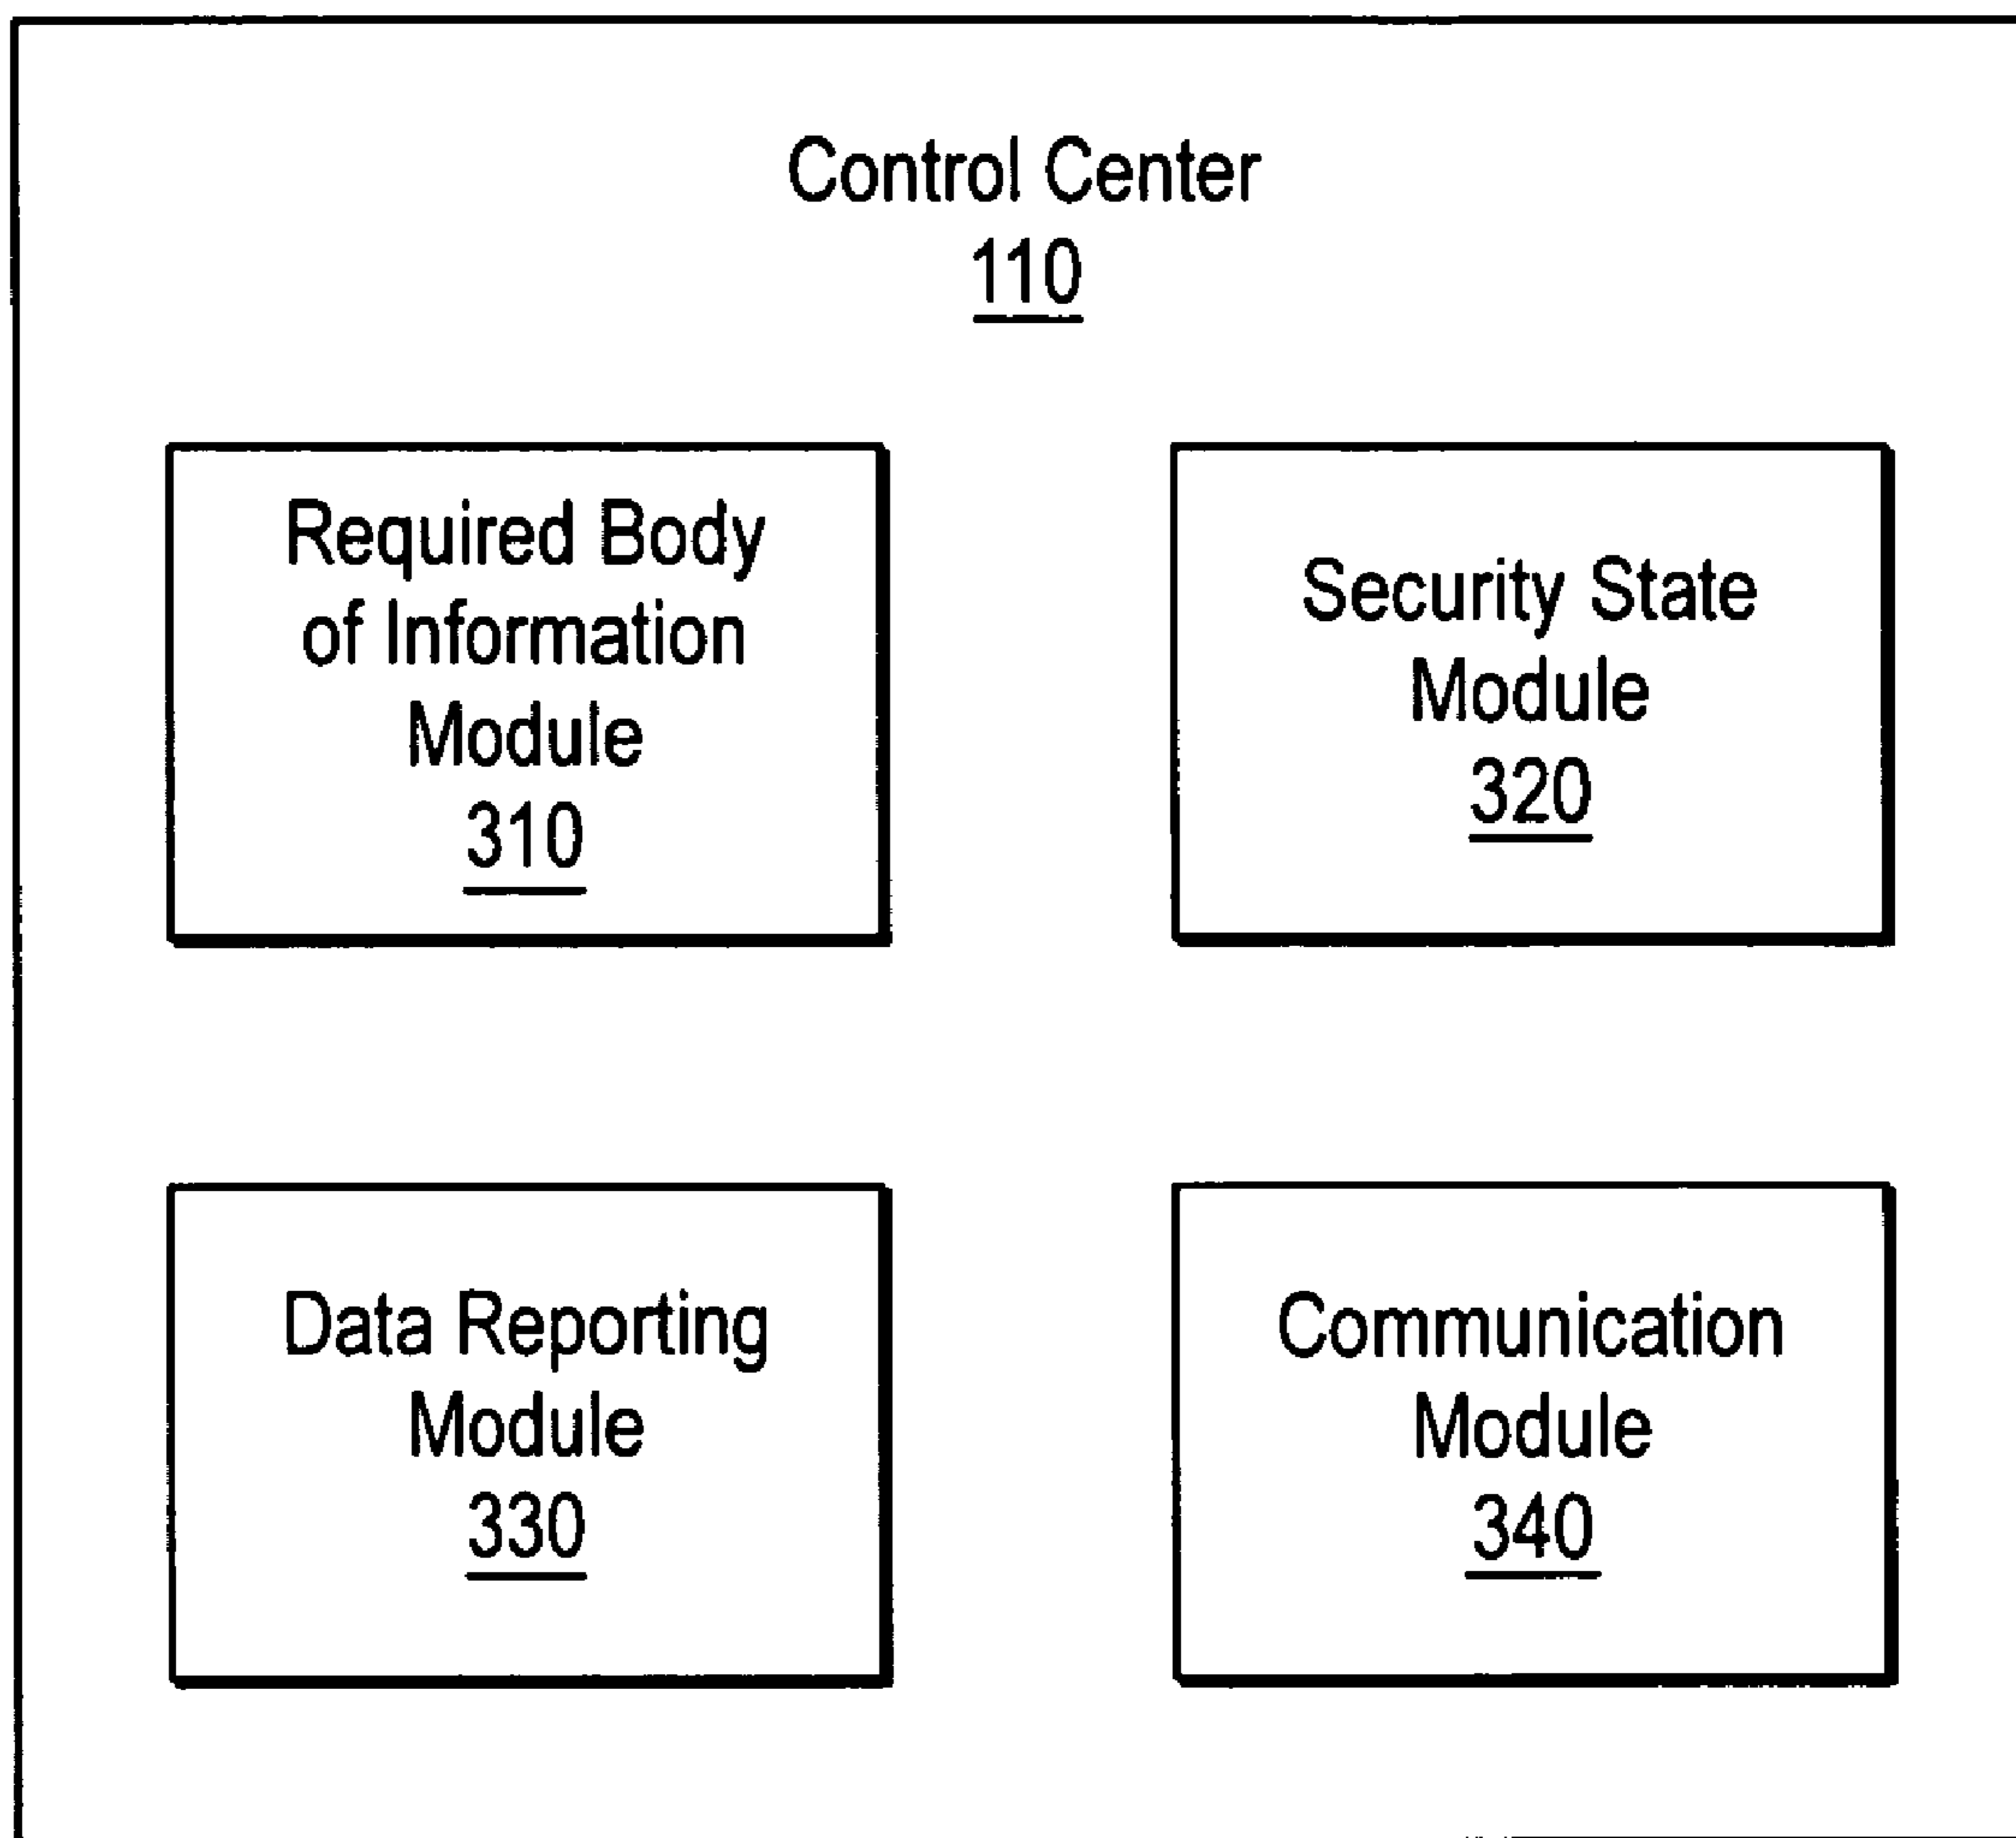 Control Center
110
Required Body
of Information
Module
310
Security State
Module
320
Data Reporting
Module
330
Communication
Module
340